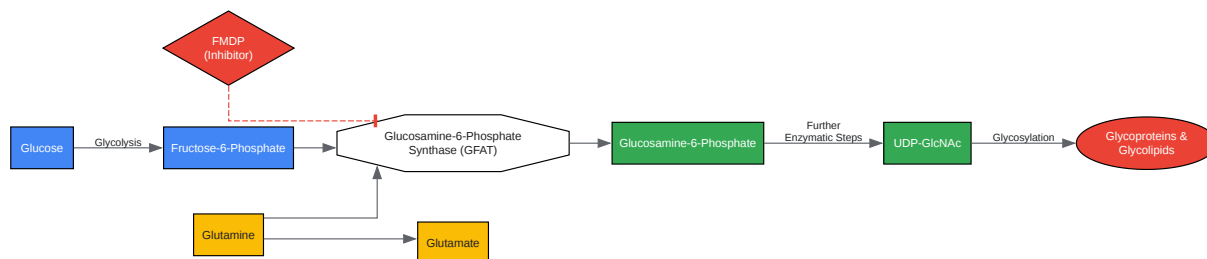 FMDP
(Inhibitor)
Glucose
Glycolysis
Fructose-6-Phosphate
Glucosamine-6-Phosphate
Synthase (GFAT)
Glucosamine-6-Phosphate
Further
Enzymatic Steps
UDP-GlcNAc
Glycosylation
Glycoproteins &
Glycolipids
Glutamine
Glutamate